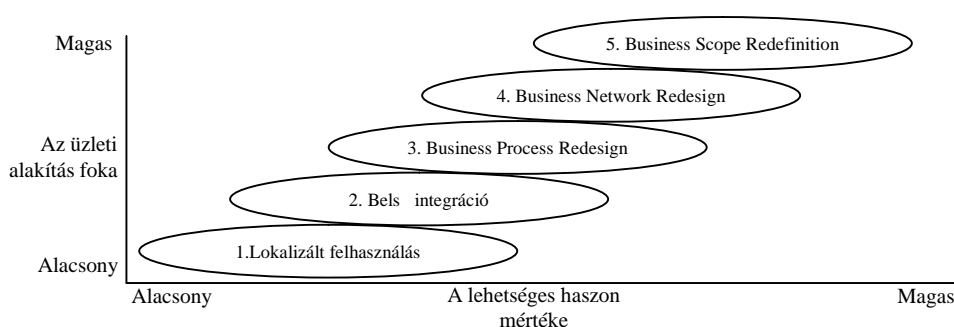 Magas
5. Business Scope Redefinition
4. Business Network Redesign
Az üzleti
alakítás foka
3. Business Process Redesign
2. Bels   integráció
1.Lokalizált felhasználás
Alacsony
Alacsony
A lehetséges haszon
mértéke
Magas